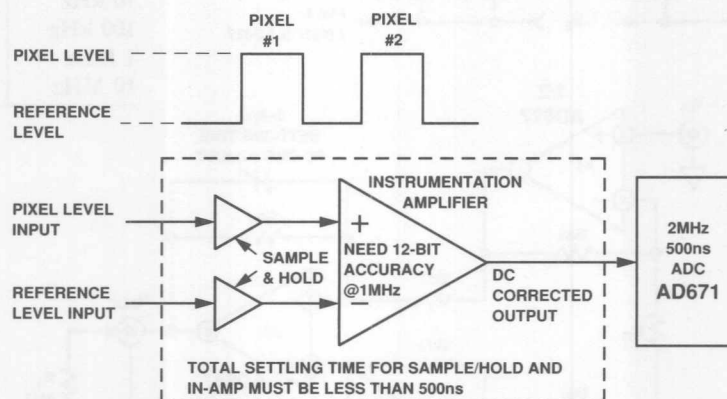 PIXEL #1
PIXEL #2
PIXEL LEVEL
REFERENCE LEVEL
INSTRUMENTATION AMPLIFIER
PIXEL LEVEL INPUT
+
SAMPLE & HOLD
NEED 12-BIT ACCURACY @1MHz
REFERENCE LEVEL INPUT
−
DC CORRECTED OUTPUT
2MHz
500ns
ADC
AD671
TOTAL SETTLING TIME FOR SAMPLE/HOLD AND
IN-AMP MUST BE LESS THAN 500ns